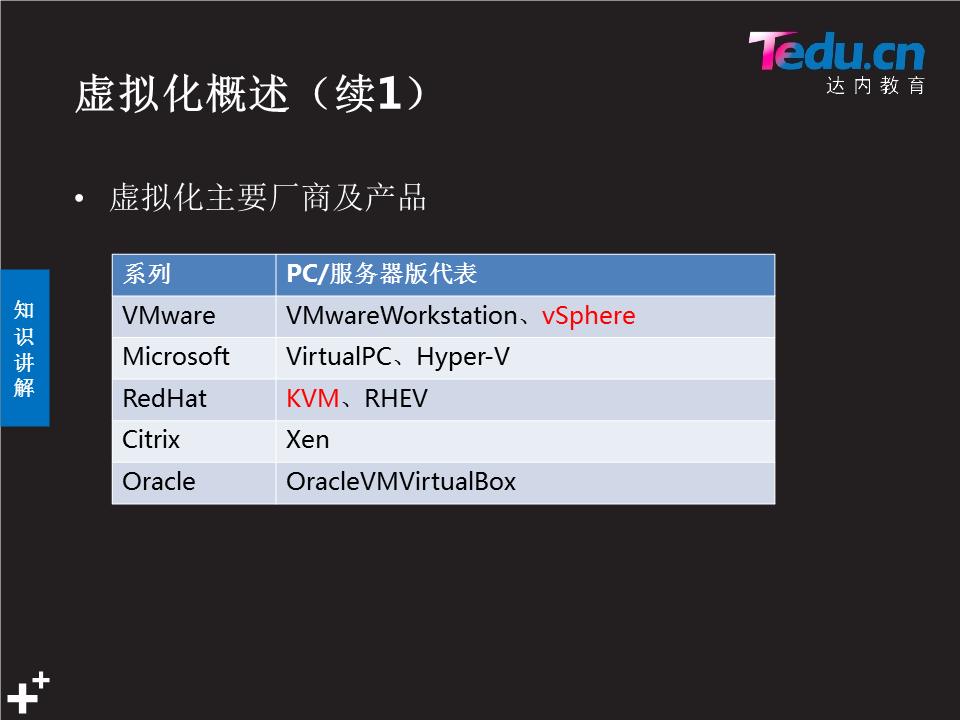 Tedu.cn
达内教育
虚拟化概述（续1）
• 虚拟化主要厂商及产品
知识讲解
系列 PC/服务器版代表
VMware VMwareWorkstation、vSphere
Microsoft VirtualPC、Hyper-V
RedHat KVM、RHEV
Citrix Xen
Oracle OracleVMVirtualBox